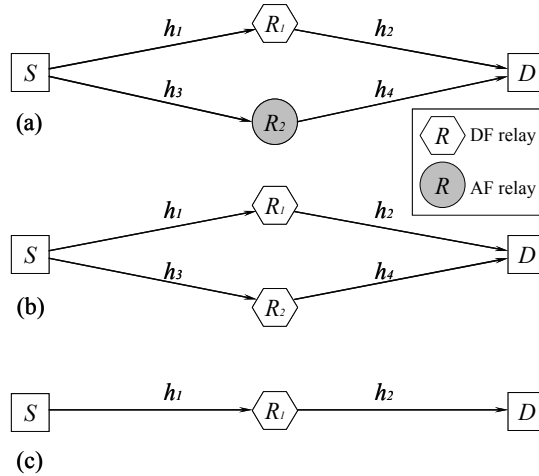 h1 R1 h2
S D
h3 R2 h4
(a)
R DF relay
R AF relay
h1 R1 h2
S D
h3 R2 h4
(b)
h1 h2
S R1 D
(c)